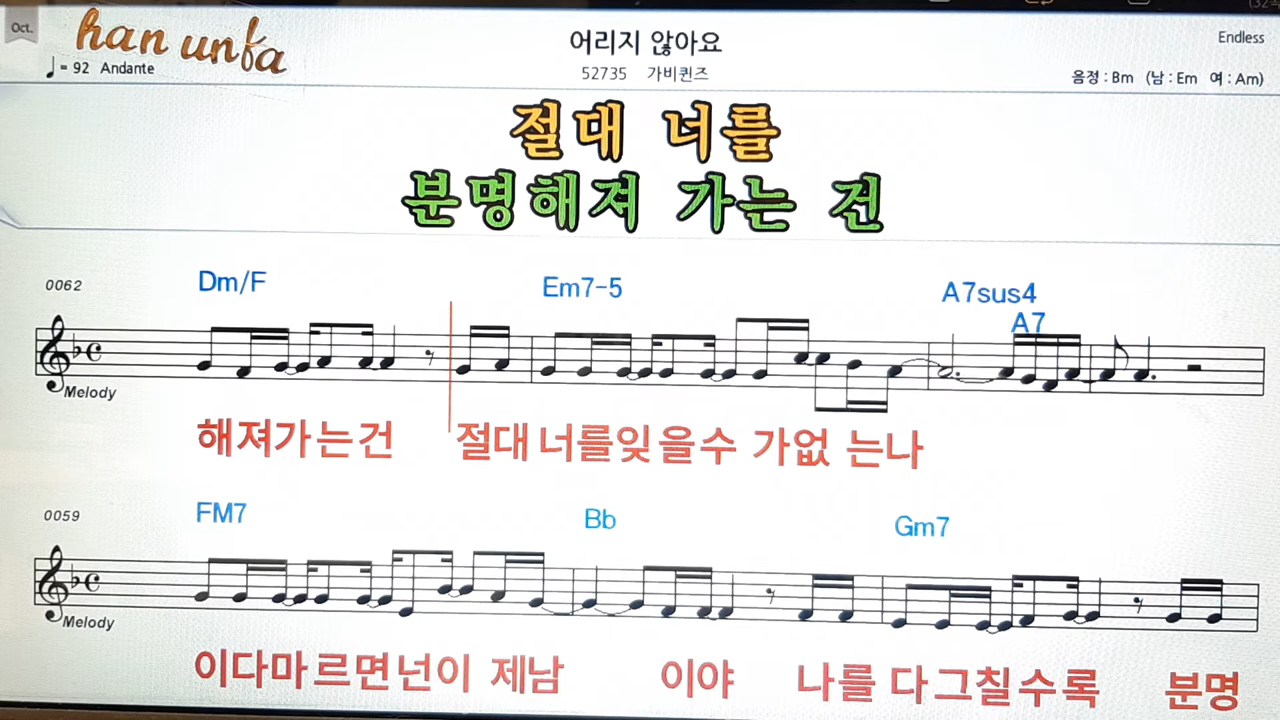 Oct.
han unfa
♩= 92 Andante
어리지 않아요
52735 가비퀸즈
Endless
음정 : Bm (남 : Em 여 : Am)
절대 너를
분명해져 가는 건
0062
Dm/F Em7-5 A7sus4
A7
Melody
해져가는건 절대너를잊을수 가없 는나
0059
FM7 Bb Gm7
Melody
이다마르면넌이 제남 이야 나를다그칠수록 분명